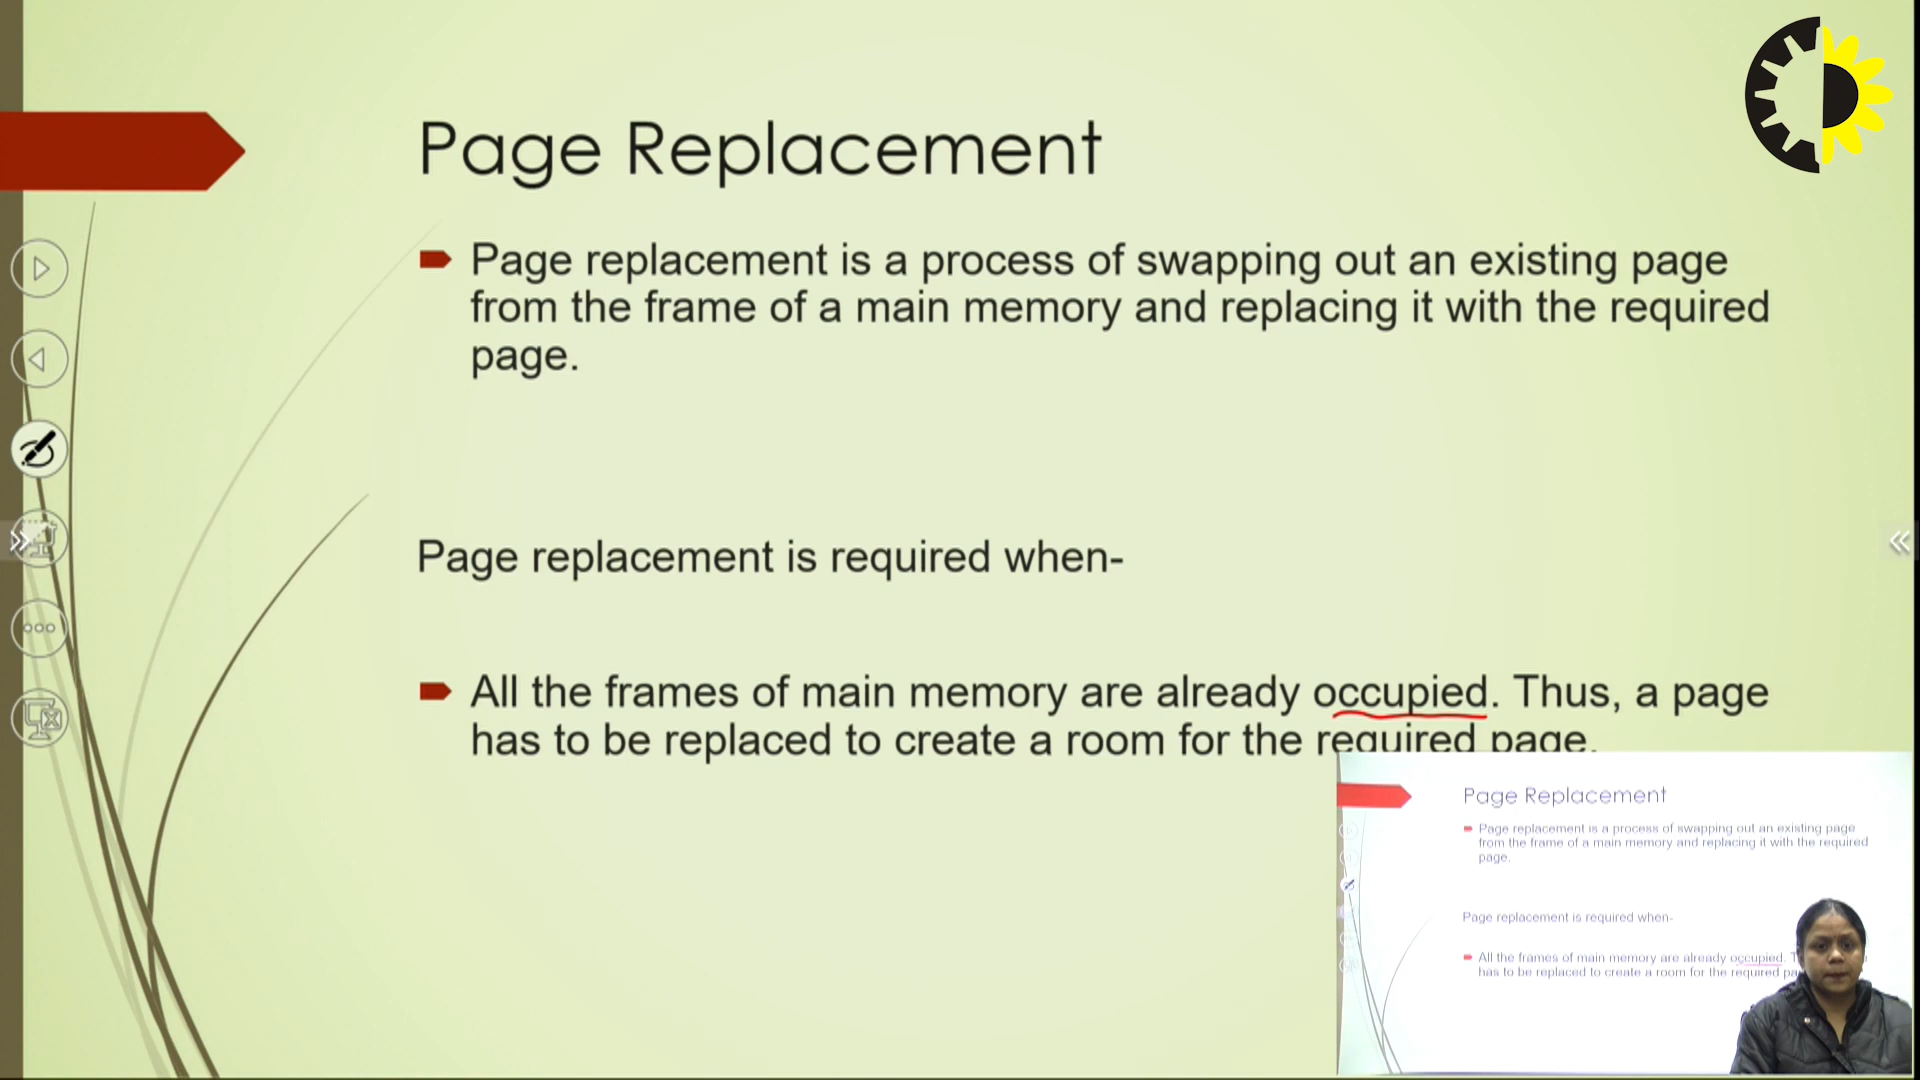 Page Replacement
Page replacement is a process of swapping out an existing page
from the frame of a main memory and replacing it with the required
page.
Page replacement is required when-
All the frames of main memory are already occupied. Thus, a page
has to be replaced to create a room for the required page.
Page Replacement
Page replacement is a process of swapping out an existing page
from the frame of a main memory and replacing it with the required
page.
Page replacement is required when-
All the frames of main memory are already occupied. T
has to be replaced to create a room for the required pa